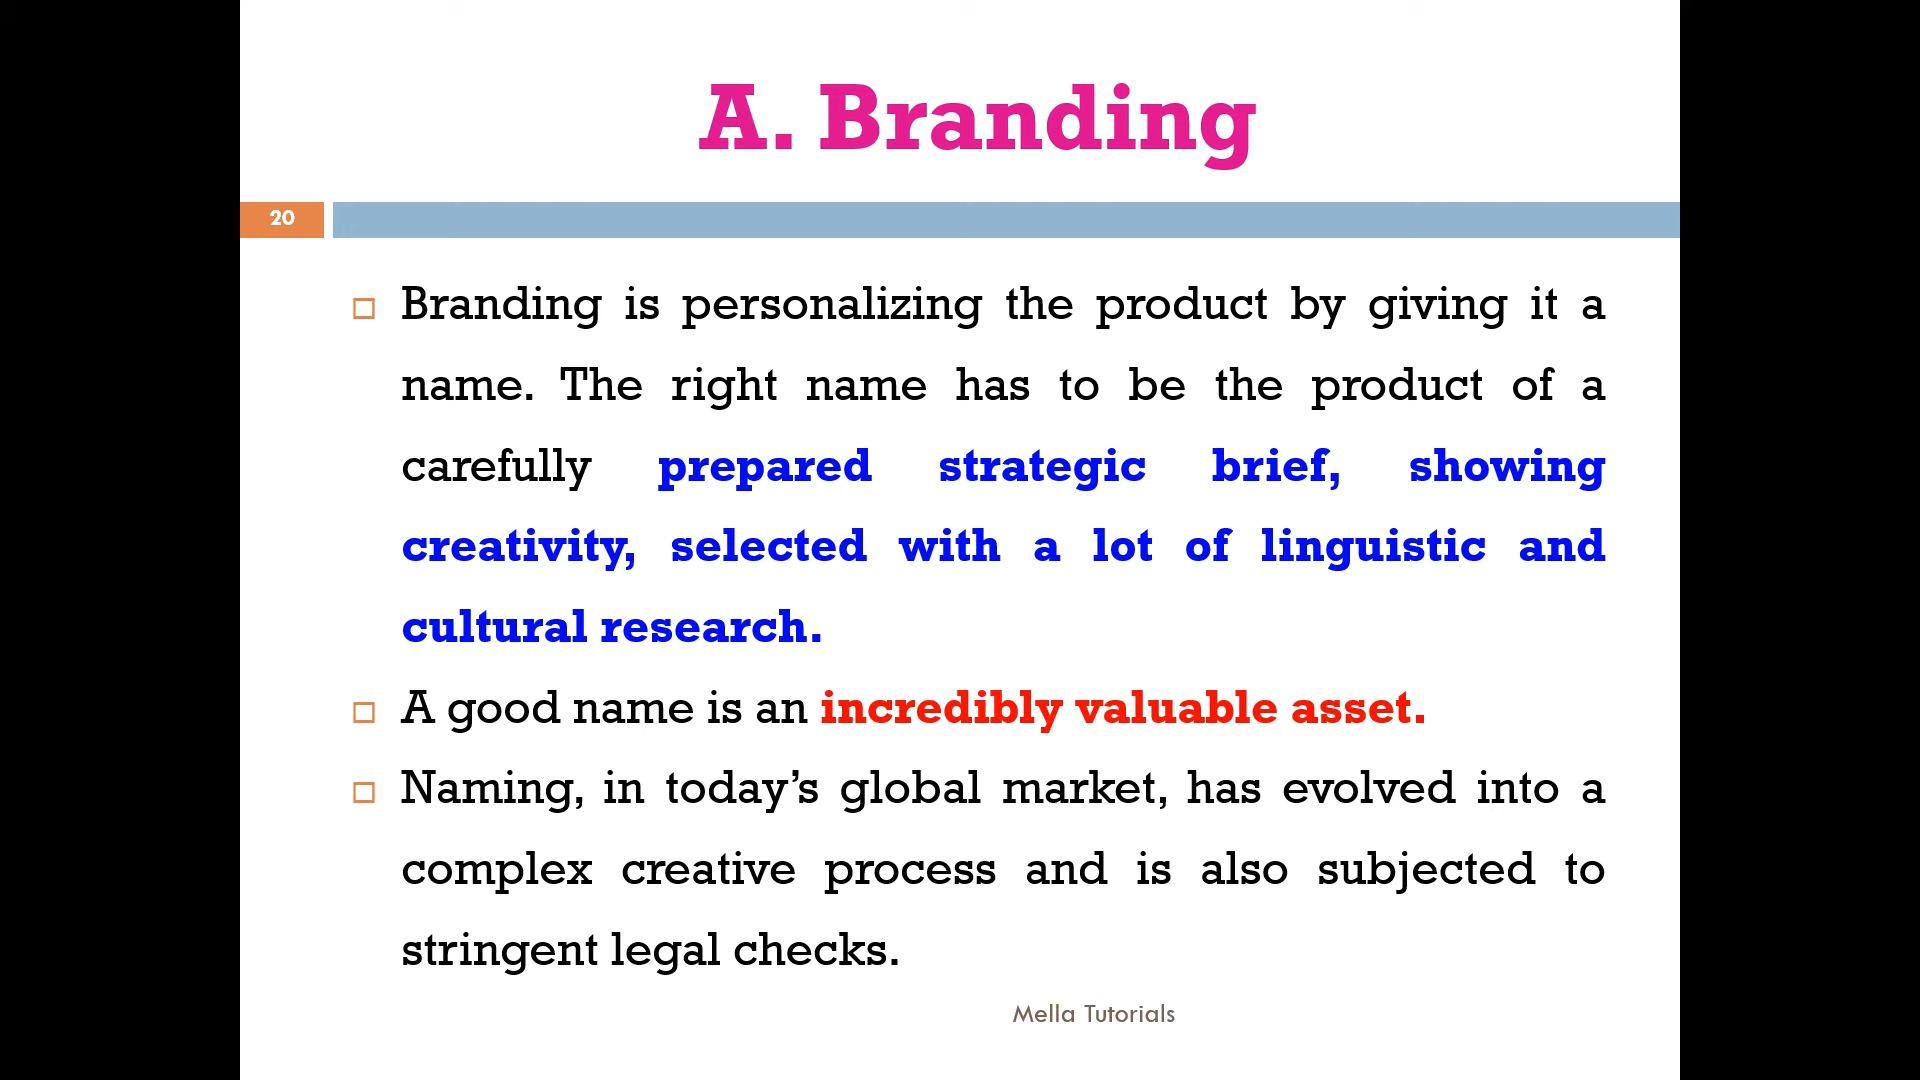 A. Branding
20
Branding is personalizing the product by giving it a
name. The right name has to be the product of a
carefully prepared strategic brief, showing
creativity, selected with a lot of linguistic and
cultural research.
A good name is an incredibly valuable asset.
Naming, in today’s global market, has evolved into a
complex creative process and is also subjected to
stringent legal checks.
Mella Tutorials